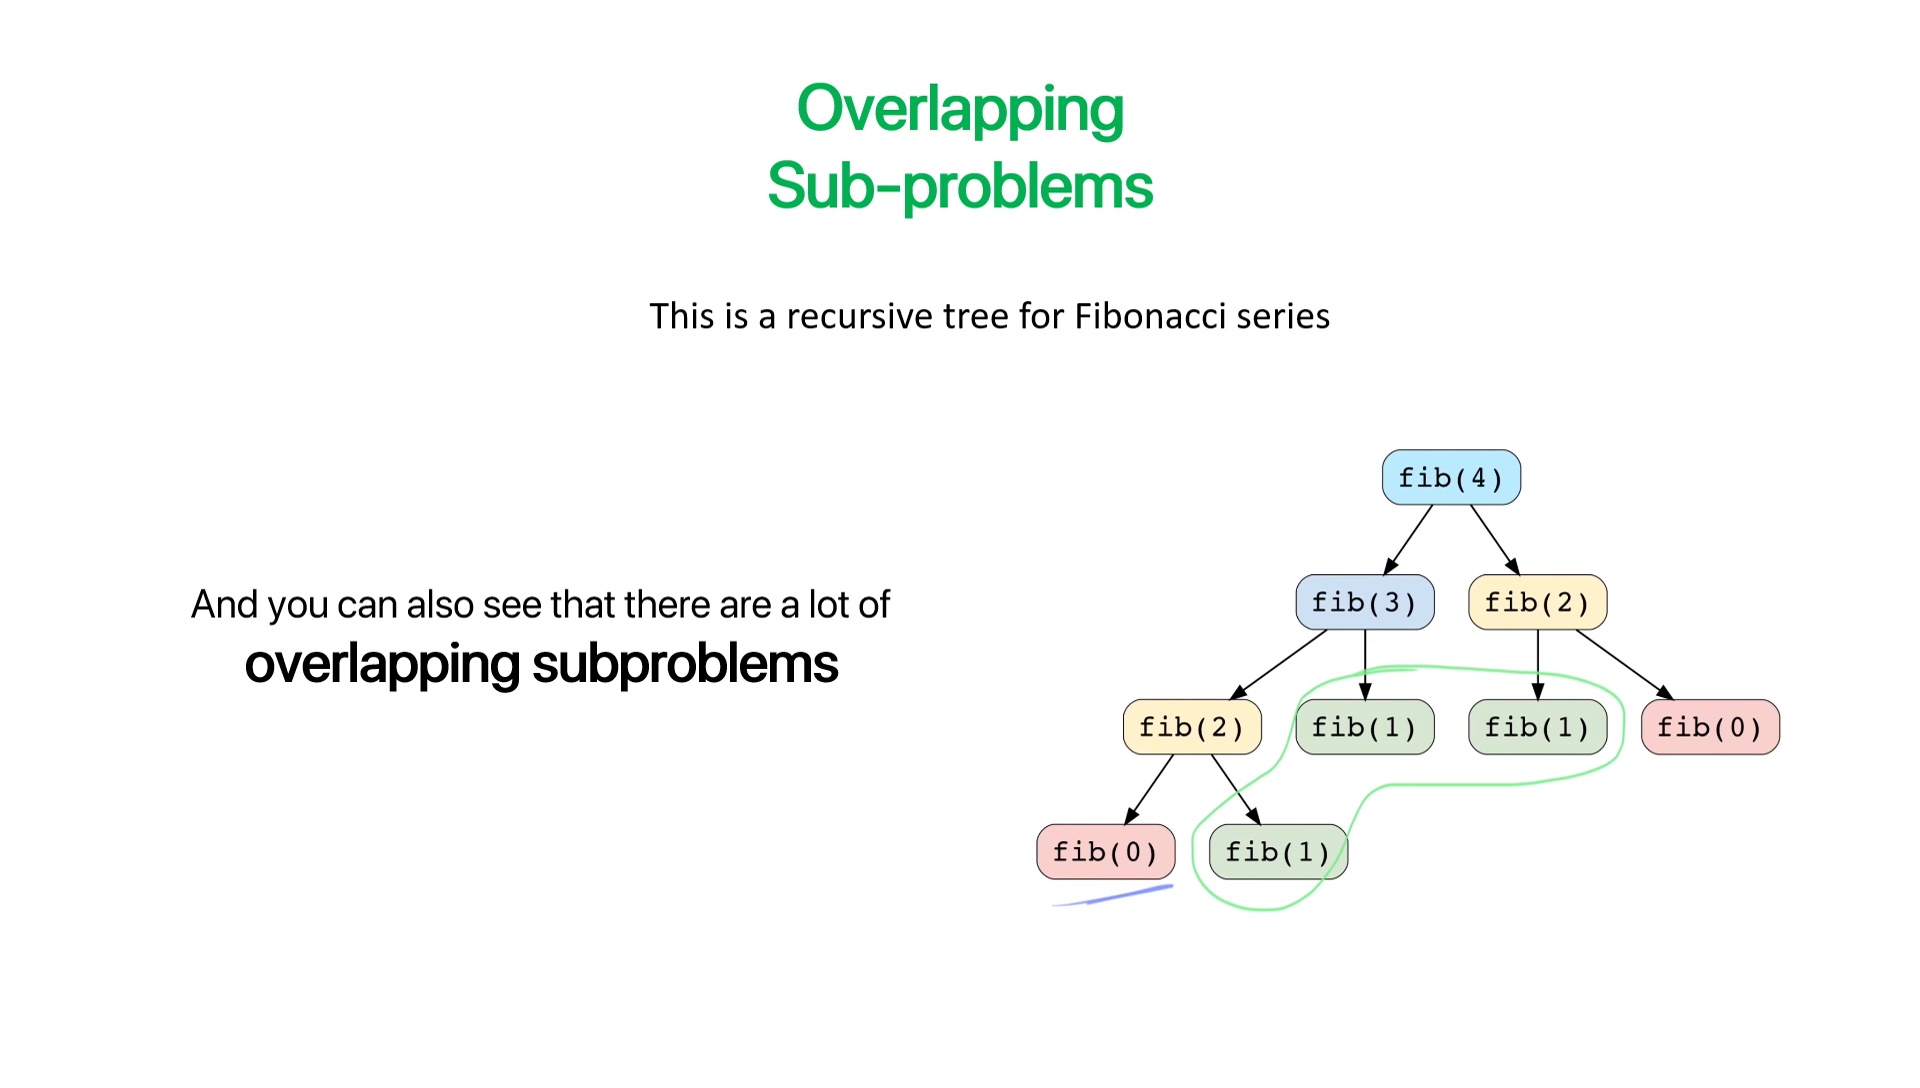 Overlapping
Sub-problems
This is a recursive tree for Fibonacci series
And you can also see that there are a lot of
overlapping subproblems
fib(4)
fib(3)
fib(2)
fib(2)
fib(1)
fib(1)
fib(0)
fib(0)
fib(1)